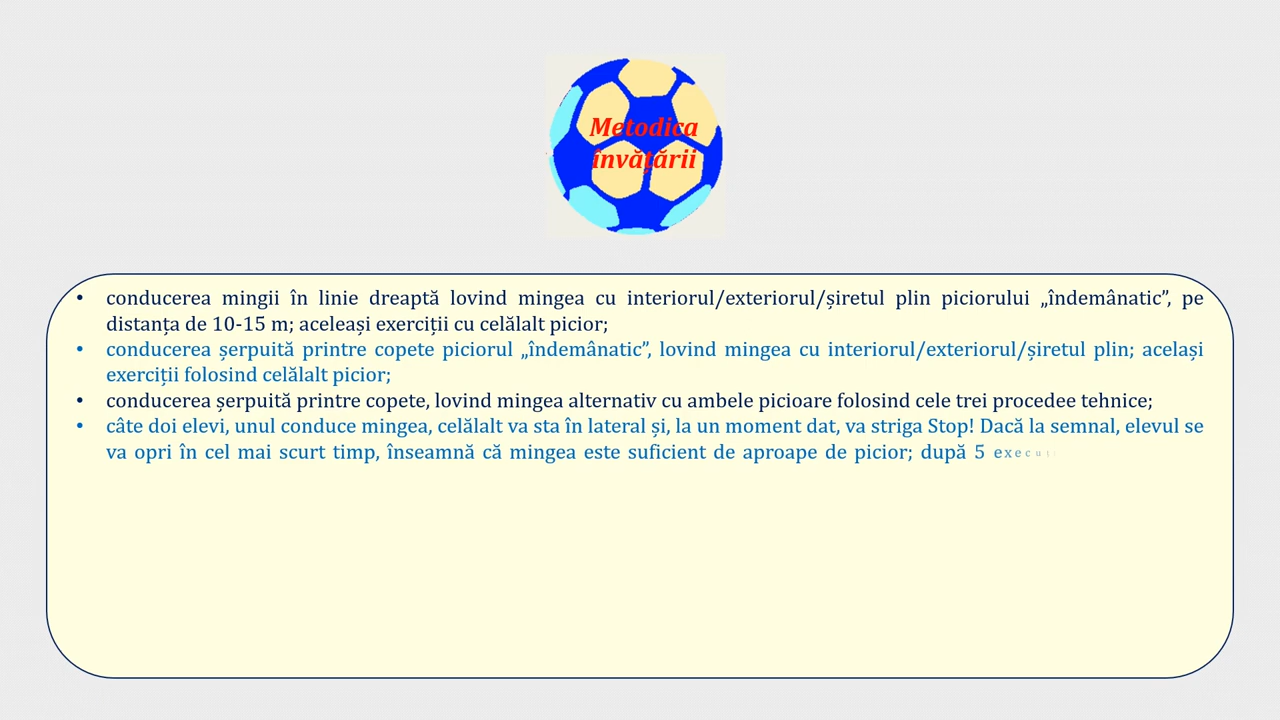 Metodica
învățării
• conducerea mingii în linie dreaptă lovind mingea cu interiorul/exteriorul/șiretul plin piciorului „îndemânatic”, pe
distanța de 10-15 m; aceleași exerciții cu celălalt picior;
• conducerea șerpuită printre copete piciorul „îndemânatic”, lovind mingea cu interiorul/exteriorul/șiretul plin; același
exerciții folosind celălalt picior;
• conducerea șerpuită printre copete, lovind mingea alternativ cu ambele picioare folosind cele trei procedee tehnice;
• câte doi elevi, unul conduce mingea, celălalt va sta în lateral și, la un moment dat, va striga Stop! Dacă la semnal, elevul se
va opri în cel mai scurt timp, înseamnă că mingea este suficient de aproape de picior; după 5